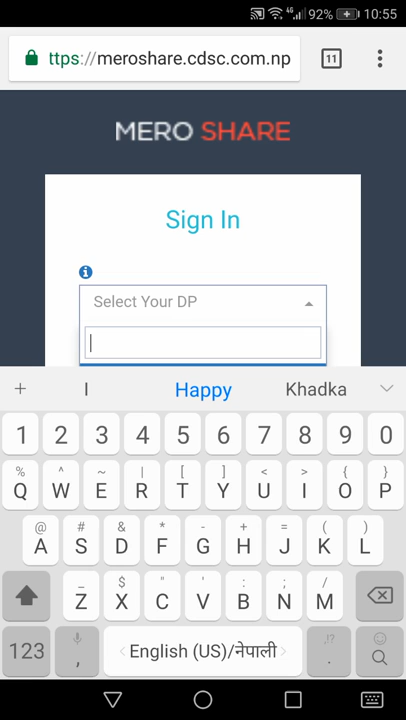 4G 92% 10:55
ttps://meroshare.cdsc.com.np 11
MERO SHARE
Sign In
i
Select Your DP
+ I Happy Khadka
1 2 3 4 5 6 7 8 9 0
% ^ ~ | [ ] < > { }
Q W E R T Y U I O P
@ # & * - + = ( )
A S D F G H J K L
_ $ " ' : ; /
Z X C V B N M
123 , English (US)/नेपाली .
,!?